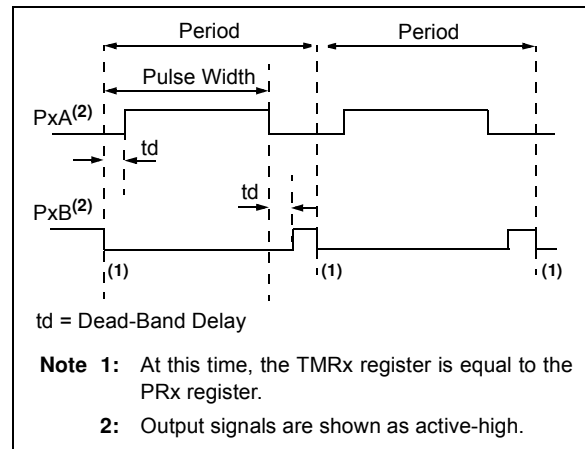 Period Period
Pulse Width
PxA(2)
td
td
PxB(2)
(1) (1) (1)
td = Dead-Band Delay
Note 1: At this time, the TMRx register is equal to the
PRx register.
2: Output signals are shown as active-high.